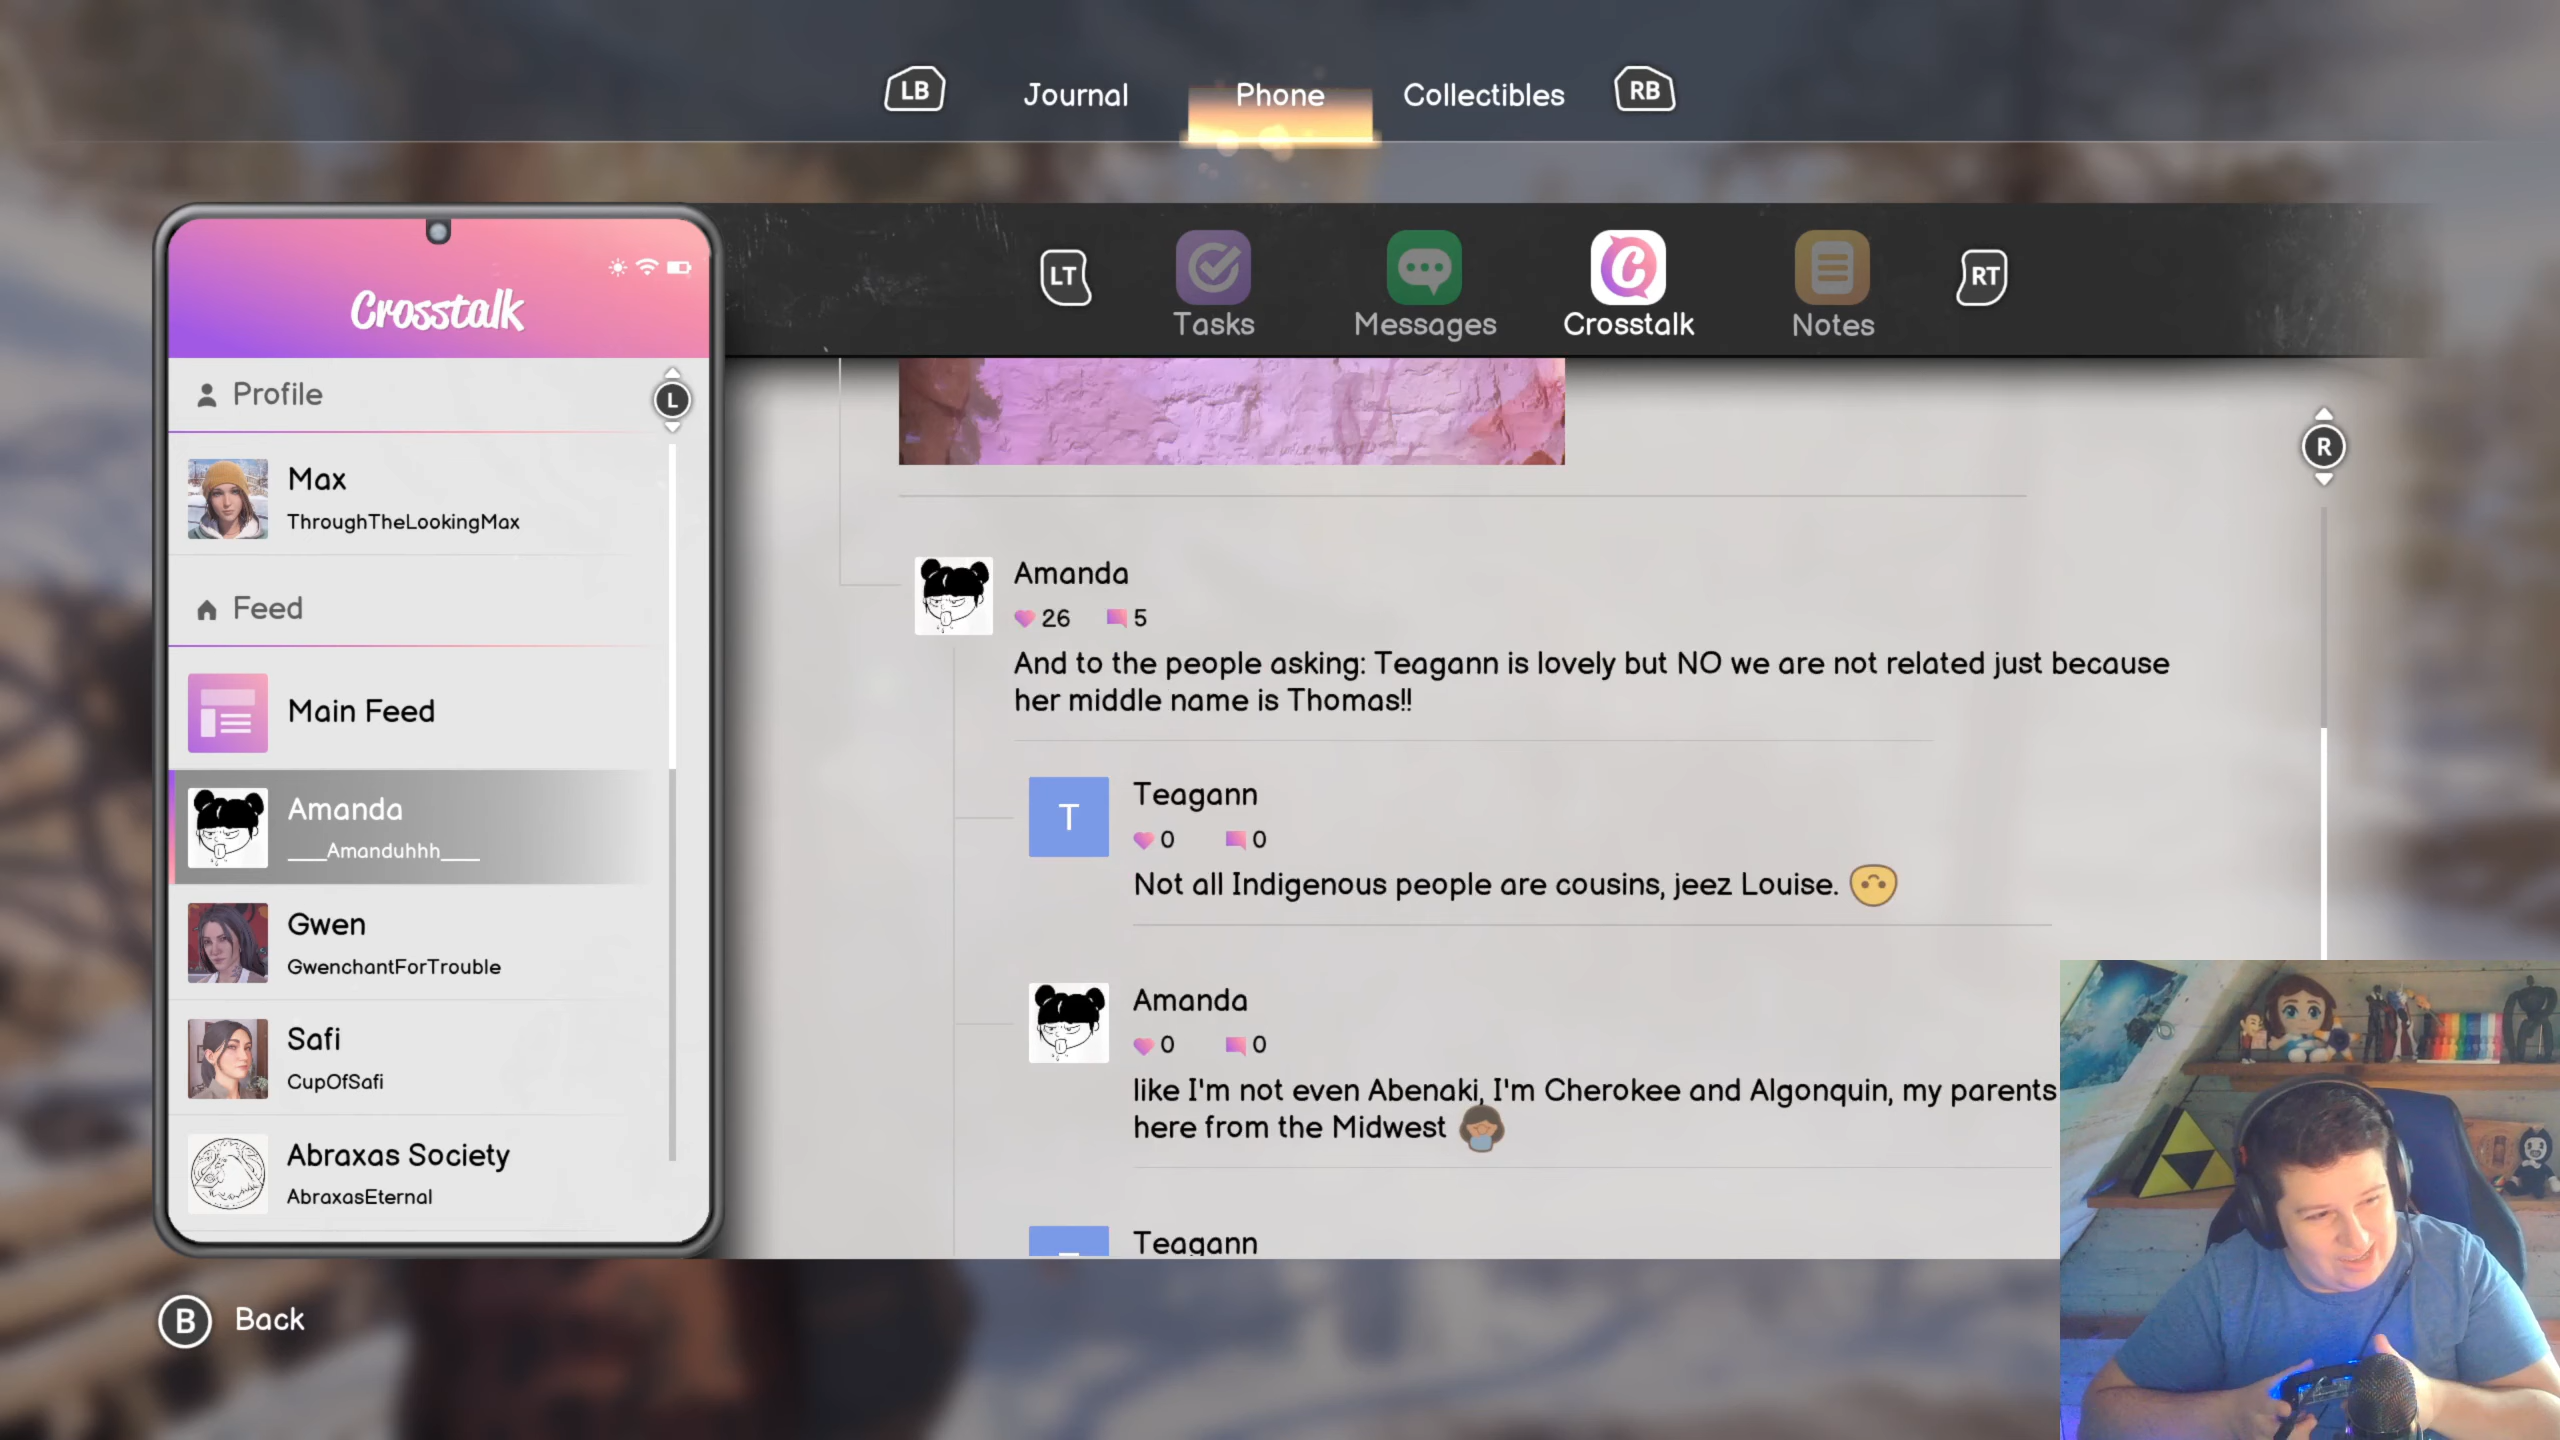 LB
Journal
Phone
Collectibles
RB
Crosstalk
LT
Tasks
Messages
Crosstalk
Notes
RT
Profile
L
Max
ThroughTheLookingMax
Feed
Main Feed
Amanda
____Amanduhhh____
Gwen
GwenchantForTrouble
Safi
CupOfSafi
Abraxas Society
AbraxasEternal
R
Amanda
26 5
And to the people asking: Teagann is lovely but NO we are not related just because
her middle name is Thomas!!
T
Teagann
0 0
Not all Indigenous people are cousins, jeez Louise.
Amanda
0 0
like I'm not even Abenaki, I'm Cherokee and Algonquin, my parents
here from the Midwest
Teagann
B Back